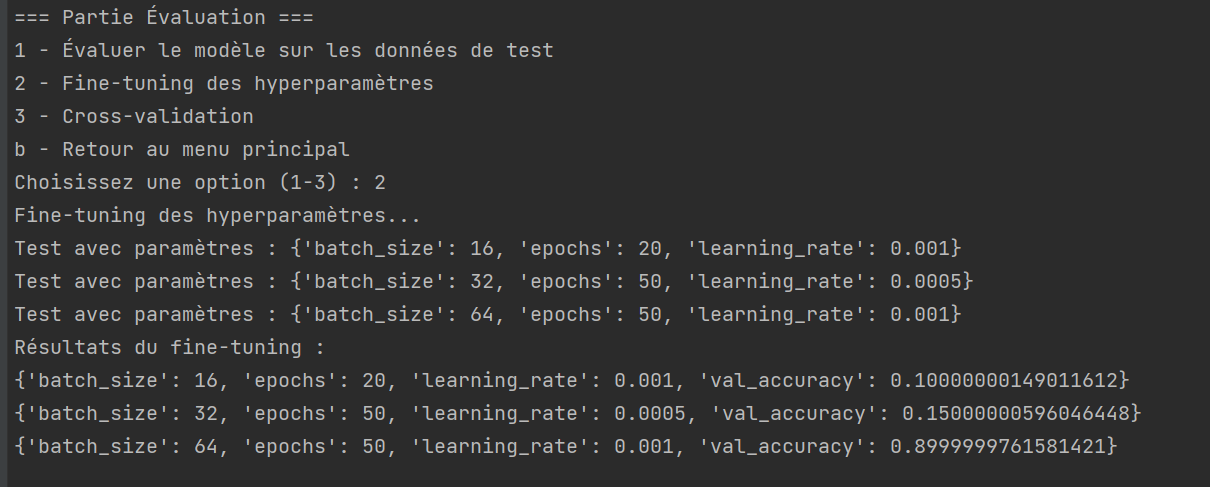 === Partie Évaluation ===
1 - Évaluer le modèle sur les données de test
2 - Fine-tuning des hyperparamètres
3 - Cross-validation
b - Retour au menu principal
Choisissez une option (1-3) : 2
Fine-tuning des hyperparamètres...
Test avec paramètres : {'batch_size': 16, 'epochs': 20, 'learning_rate': 0.001}
Test avec paramètres : {'batch_size': 32, 'epochs': 50, 'learning_rate': 0.0005}
Test avec paramètres : {'batch_size': 64, 'epochs': 50, 'learning_rate': 0.001}
Résultats du fine-tuning :
{'batch_size': 16, 'epochs': 20, 'learning_rate': 0.001, 'val_accuracy': 0.10000000149011612}
{'batch_size': 32, 'epochs': 50, 'learning_rate': 0.0005, 'val_accuracy': 0.15000000596046448}
{'batch_size': 64, 'epochs': 50, 'learning_rate': 0.001, 'val_accuracy': 0.8999999761581421}